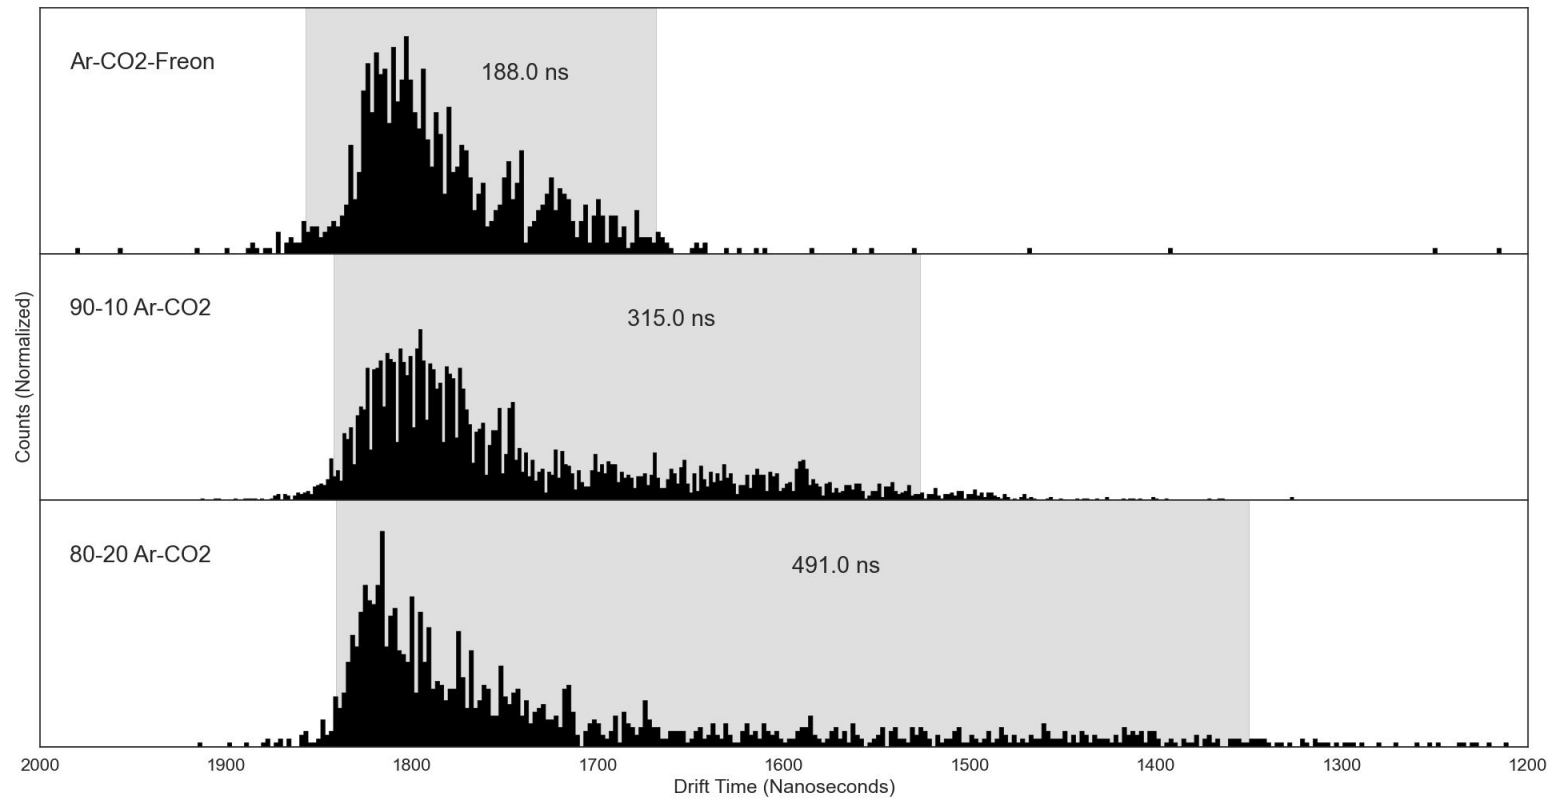 Ar-CO2-Freon
188.0 ns
90-10 Ar-CO2
315.0 ns
80-20 Ar-CO2
491.0 ns
Counts (Normalized)
2000 1900 1800 1700 1600 1500 1400 1300 1200
Drift Time (Nanoseconds)